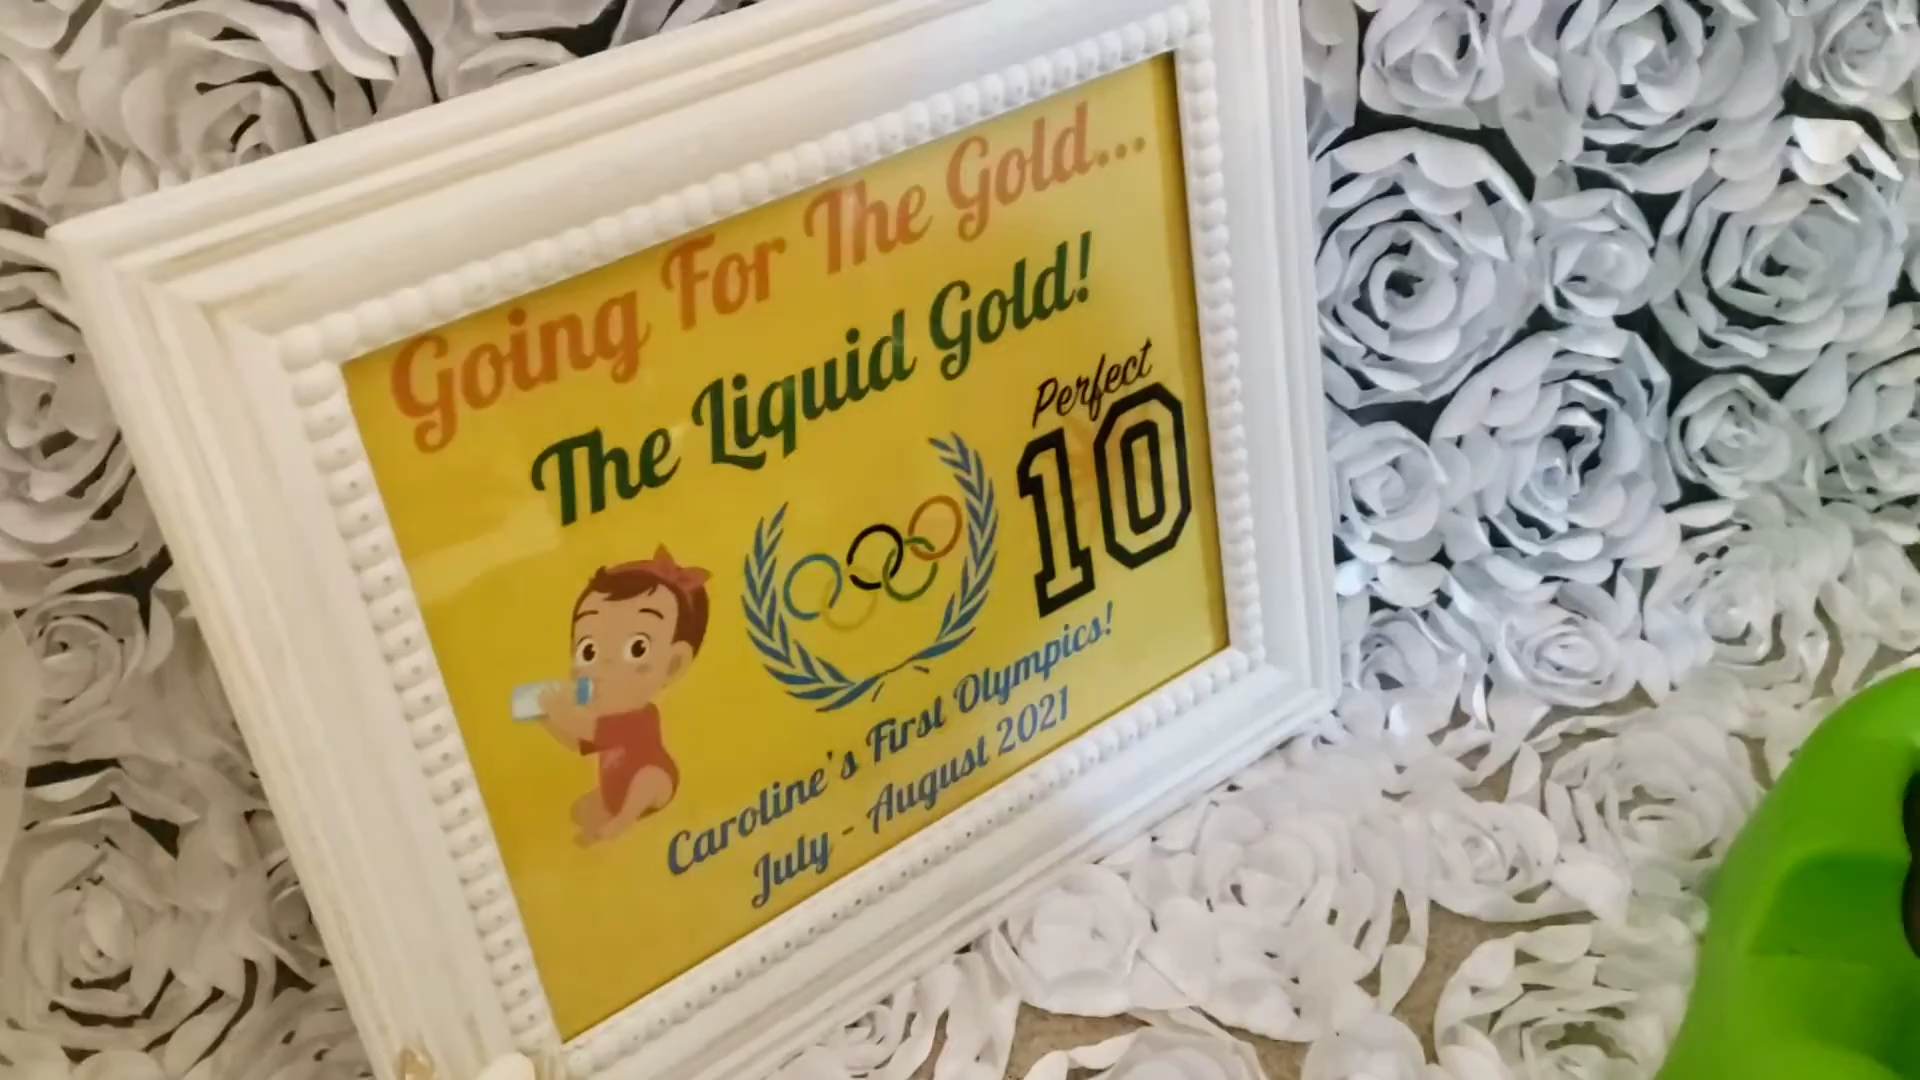 Going For The Gold...
The Liquid Gold!
Perfect
10
Caroline's First Olympics!
July - August 2021